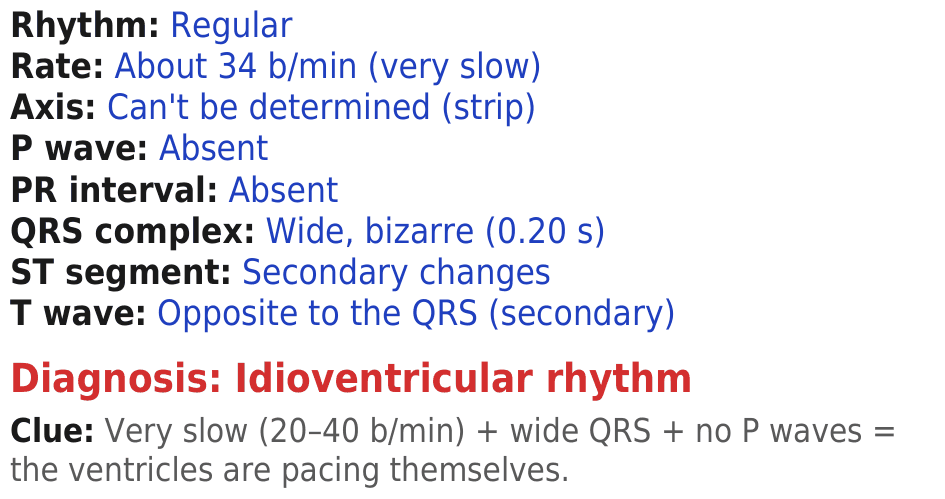 Rhythm: Regular
Rate: About 34 b/min (very slow)
Axis: Can't be determined (strip)
P wave: Absent
PR interval: Absent
QRS complex: Wide, bizarre (0.20 s)
ST segment: Secondary changes
T wave: Opposite to the QRS (secondary)
Diagnosis: Idioventricular rhythm
Clue: Very slow (20–40 b/min) + wide QRS + no P waves =
the ventricles are pacing themselves.